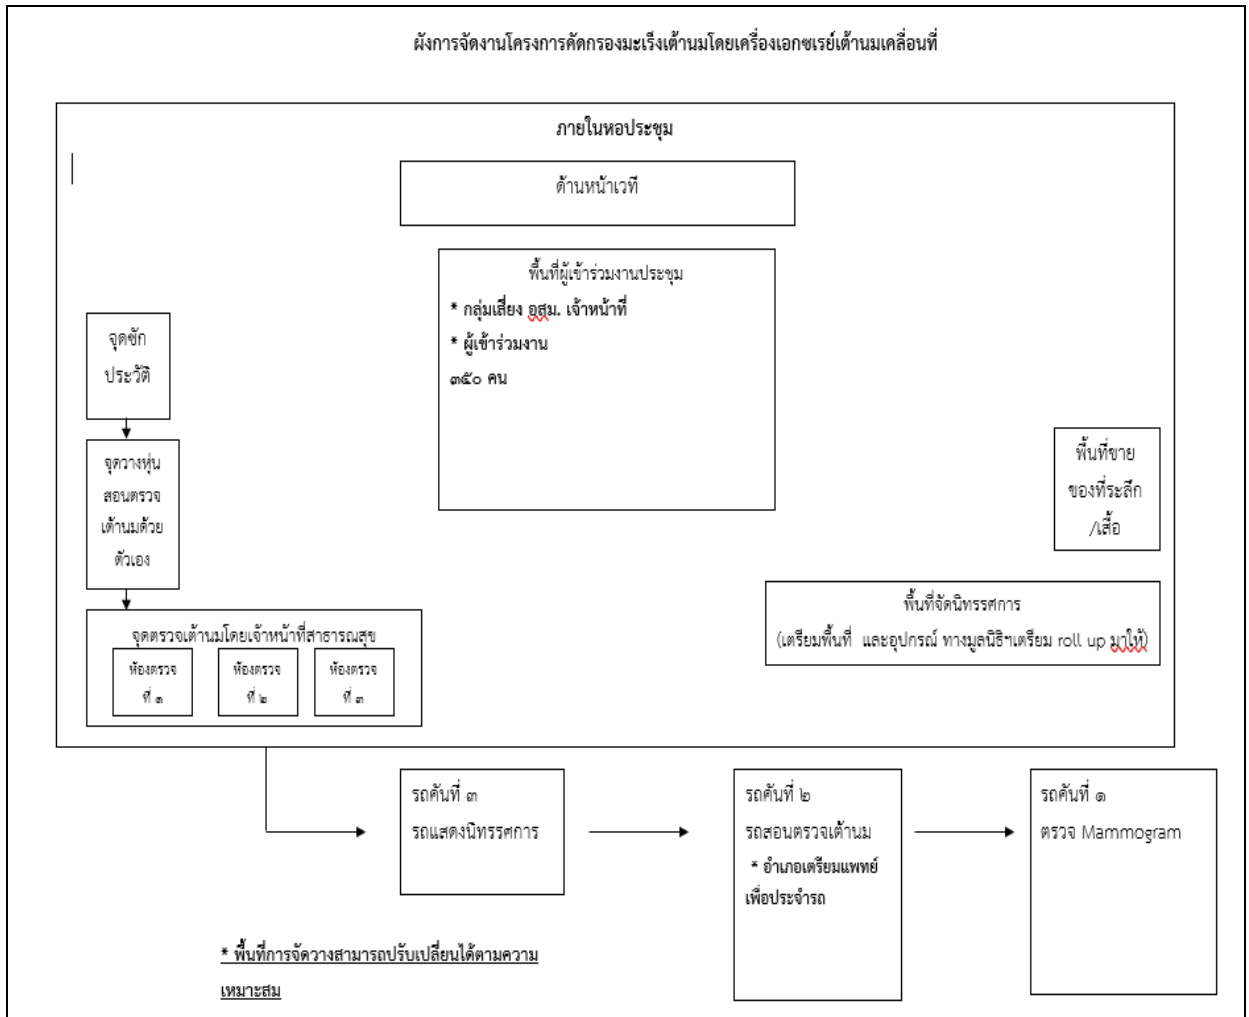 ผังการจัดงานโครงการคัดกรองมะเร็งเต้านมโดยเครื่องเอกซเรย์เต้านมเคลื่อนที่
ภายในหอประชุม
ด้านหน้าเวที
พื้นที่ผู้เข้าร่วมงานประชุม
* กลุ่มเสี่ยง อสม. เจ้าหน้าที่
* ผู้เข้าร่วมงาน
๓๕๐ คน
จุดซัก
ประวัติ
จุดวางหุ่น
สอนตรวจ
เต้านมด้วย
ตัวเอง
จุดตรวจเต้านมโดยเจ้าหน้าที่สาธารณสุข
ห้องตรวจ
ที่ ๑
ห้องตรวจ
ที่ ๒
ห้องตรวจ
ที่ ๓
พื้นที่ขาย
ของที่ระลึก
/เสื้อ
พื้นที่จัดนิทรรศการ
(เตรียมพื้นที่ และอุปกรณ์ ทางมูลนิธิฯเตรียม roll up มาให้)
รถคันที่ ๓
รถแสดงนิทรรศการ
รถคันที่ ๒
รถสอนตรวจเต้านม
* อำเภอเตรียมแพทย์
เพื่อประจำรถ
รถคันที่ ๑
ตรวจ Mammogram
* พื้นที่การจัดวางสามารถปรับเปลี่ยนได้ตามความ
เหมาะสม